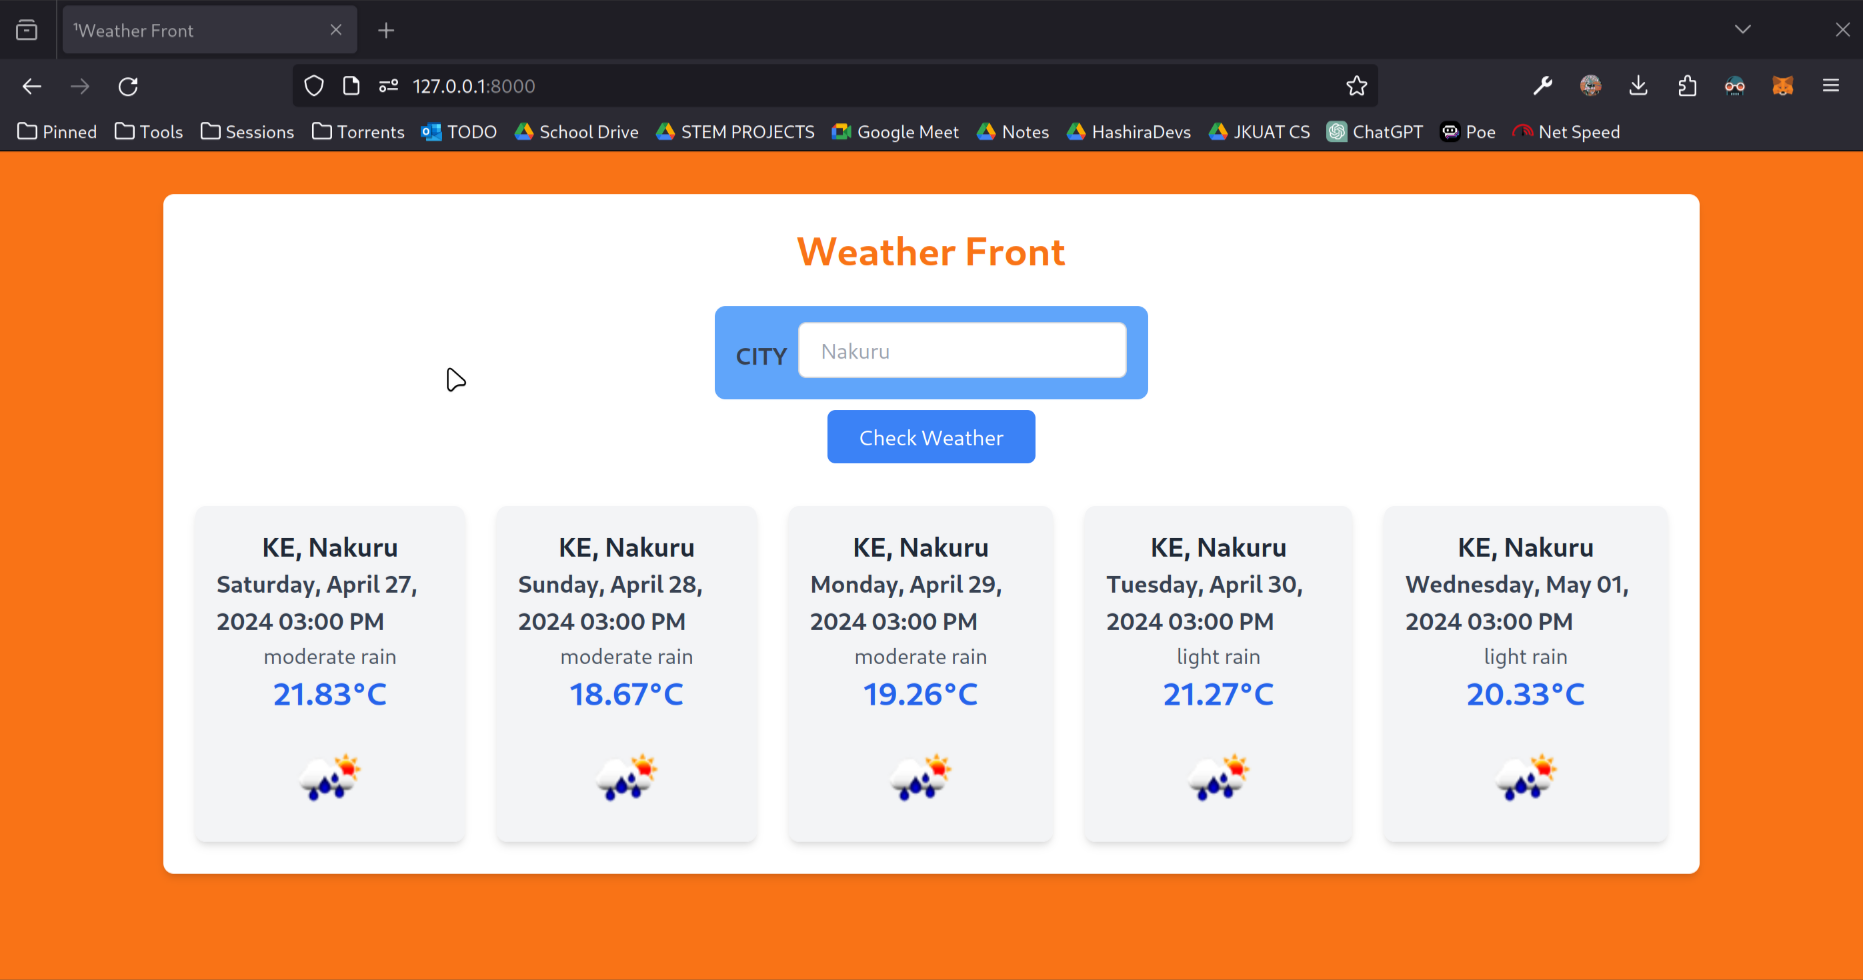 ¹Weather Front
127.0.0.1:8000
Pinned Tools Sessions Torrents TODO School Drive STEM PROJECTS Google Meet Notes HashiraDevs JKUAT CS ChatGPT Poe Net Speed
Weather Front
CITY Nakuru
Check Weather
KE, Nakuru
Saturday, April 27,
2024 03:00 PM
moderate rain
21.83°C
KE, Nakuru
Sunday, April 28,
2024 03:00 PM
moderate rain
18.67°C
KE, Nakuru
Monday, April 29,
2024 03:00 PM
moderate rain
19.26°C
KE, Nakuru
Tuesday, April 30,
2024 03:00 PM
light rain
21.27°C
KE, Nakuru
Wednesday, May 01,
2024 03:00 PM
light rain
20.33°C